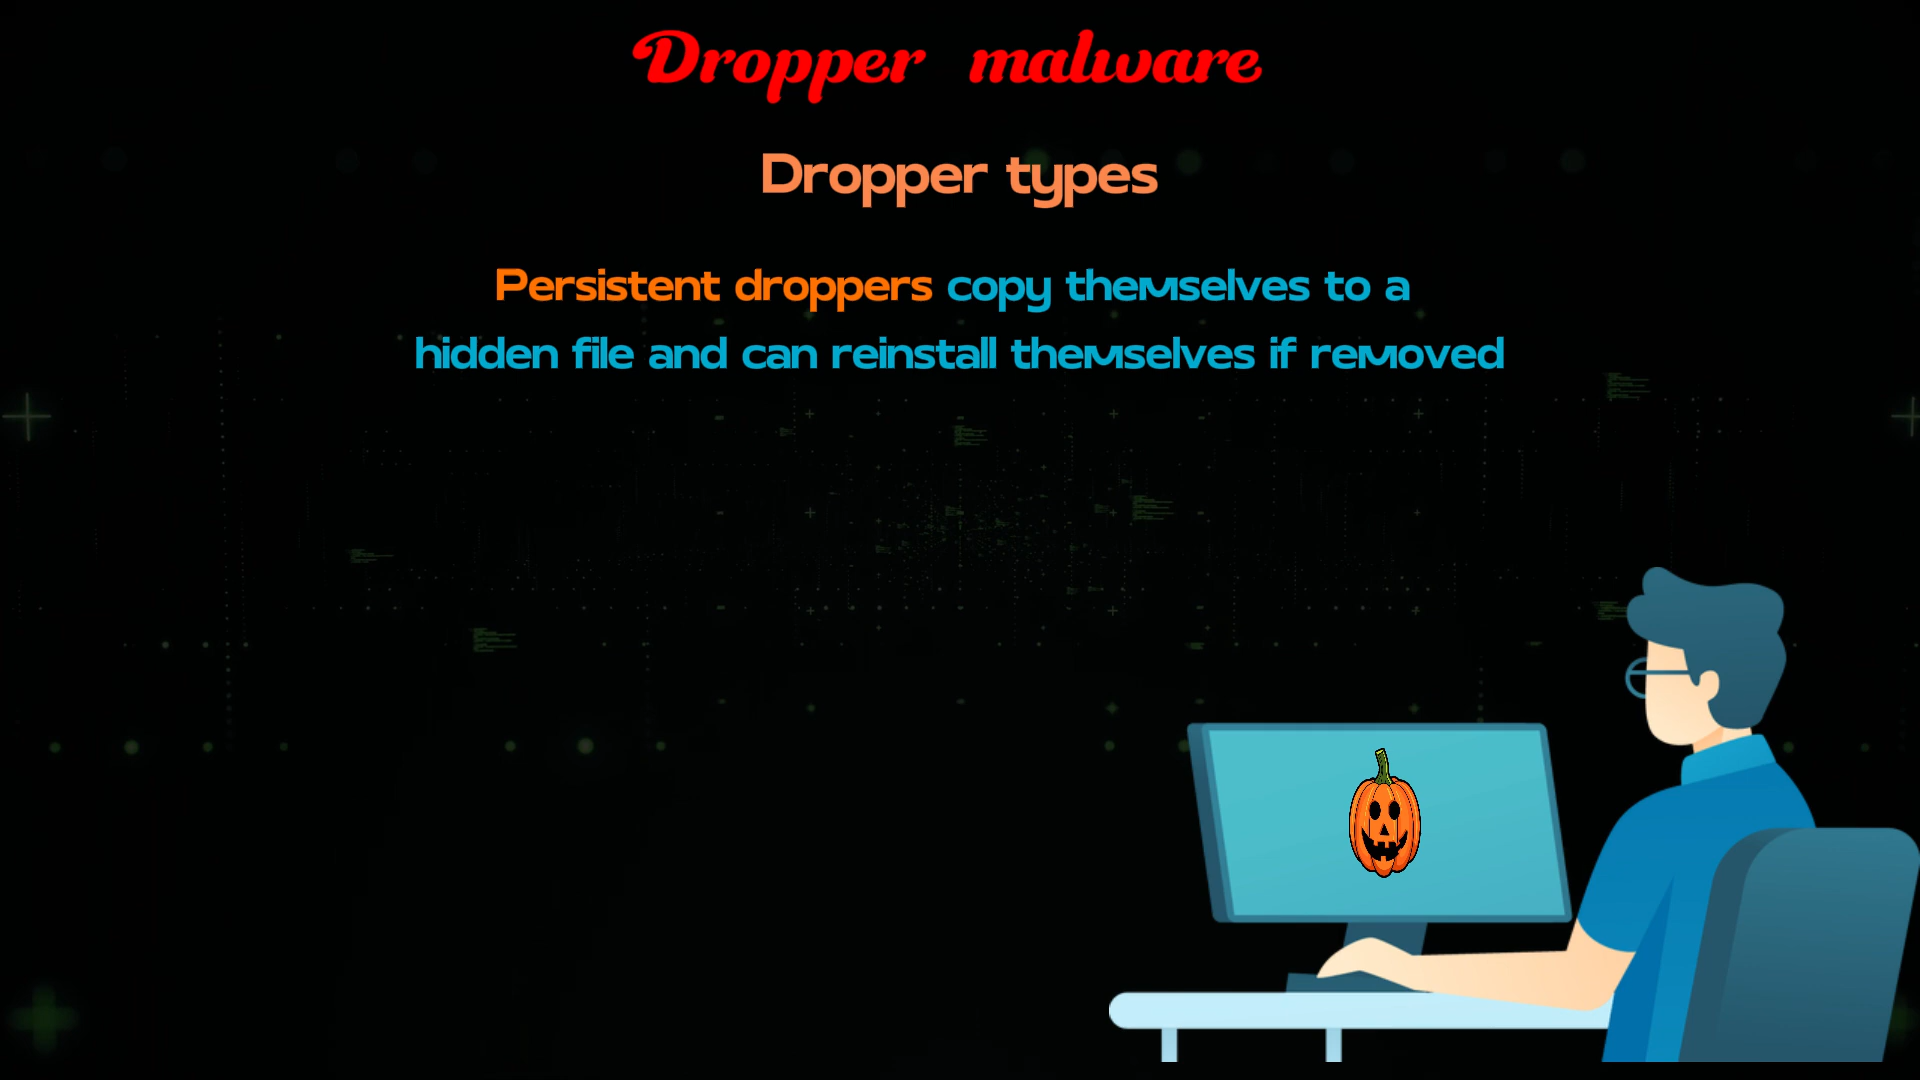 Dropper malware
Dropper types
Persistent droppers copy themselves to a
hidden file and can reinstall themselves if removed